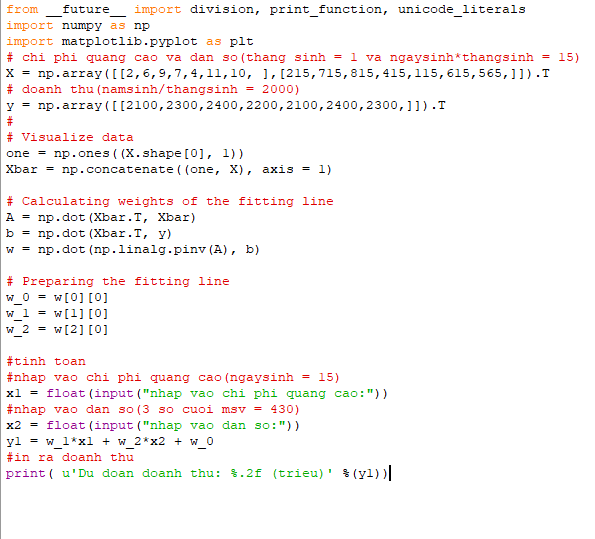 from __future__ import division, print_function, unicode_literals
import numpy as np
import matplotlib.pyplot as plt
# chi phi quang cao va dan so(thang sinh = 1 va ngaysinh*thangsinh = 15)
X = np.array([[2,6,9,7,4,11,10, ],[215,715,815,415,115,615,565,]]).T
# doanh thu(namsinh/thangsinh = 2000)
y = np.array([[2100,2300,2400,2200,2100,2400,2300,]]).T
#
# Visualize data
one = np.ones((X.shape[0], 1))
Xbar = np.concatenate((one, X), axis = 1)
# Calculating weights of the fitting line
A = np.dot(Xbar.T, Xbar)
b = np.dot(Xbar.T, y)
w = np.dot(np.linalg.pinv(A), b)
# Preparing the fitting line
w_0 = w[0][0]
w_1 = w[1][0]
w_2 = w[2][0]
#tinh toan
#nhap vao chi phi quang cao(ngaysinh = 15)
x1 = float(input("nhap vao chi phi quang cao:"))
#nhap vao dan so(3 so cuoi msv = 430)
x2 = float(input("nhap vao dan so:"))
y1 = w_1*x1 + w_2*x2 + w_0
#in ra doanh thu
print( u'Du doan doanh thu: %.2f (trieu)' %(y1))